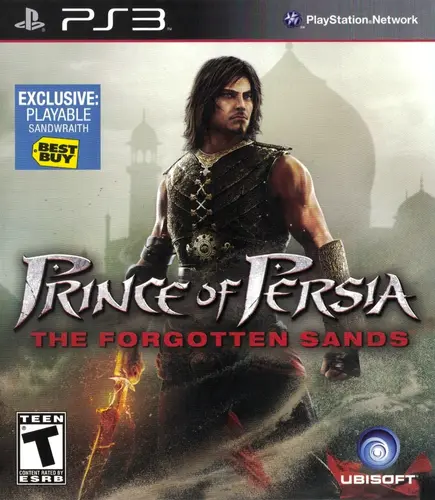 PS3
PlayStation®Network
EXCLUSIVE:
PLAYABLE
SANDWRAITH
BEST
BUY
PRINCE OF PERSIA
THE FORGOTTEN SANDS
TEEN
T
CONTENT RATED BY
ESRB
UBISOFT